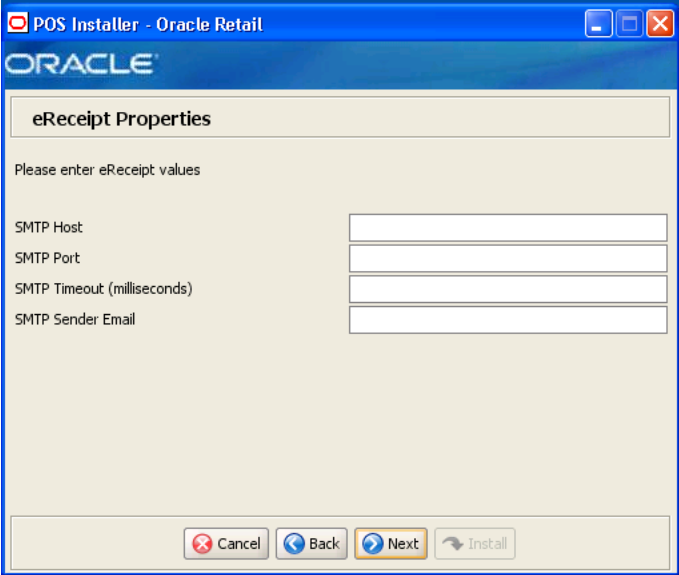 POS Installer - Oracle Retail
ORACLE
eReceipt Properties
Please enter eReceipt values
SMTP Host
SMTP Port
SMTP Timeout (milliseconds)
SMTP Sender Email
Cancel Back Next Install